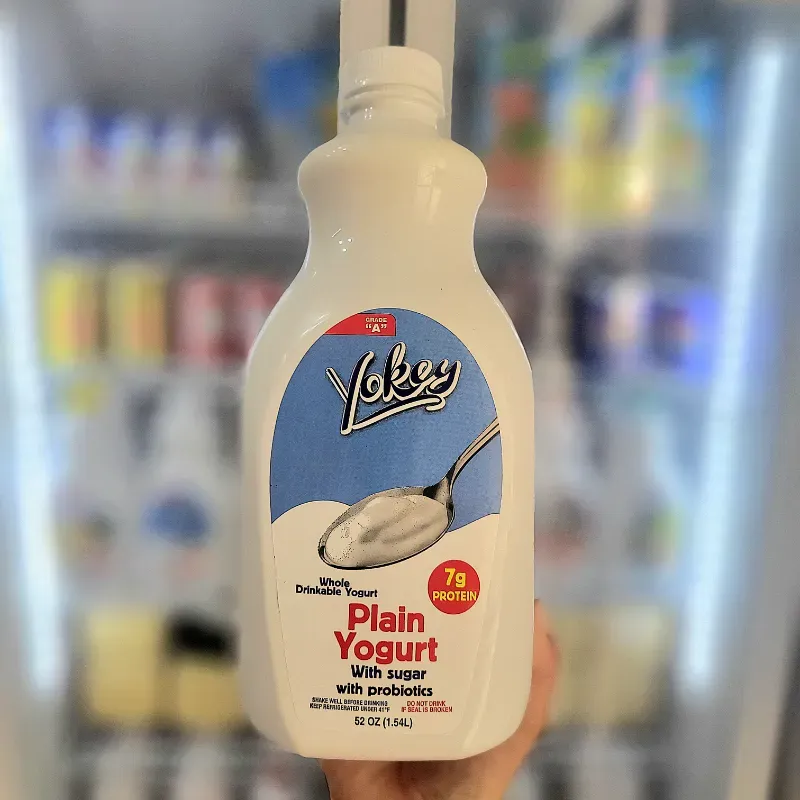 GRADE
"A"
Yokey
Whole
Drinkable Yogurt
7g
PROTEIN
Plain
Yogurt
With sugar
with probiotics
SHAKE WELL BEFORE DRINKING
KEEP REFRIGERATED UNDER 41°F
DO NOT DRINK
IF SEAL IS BROKEN
52 OZ (1.54L)